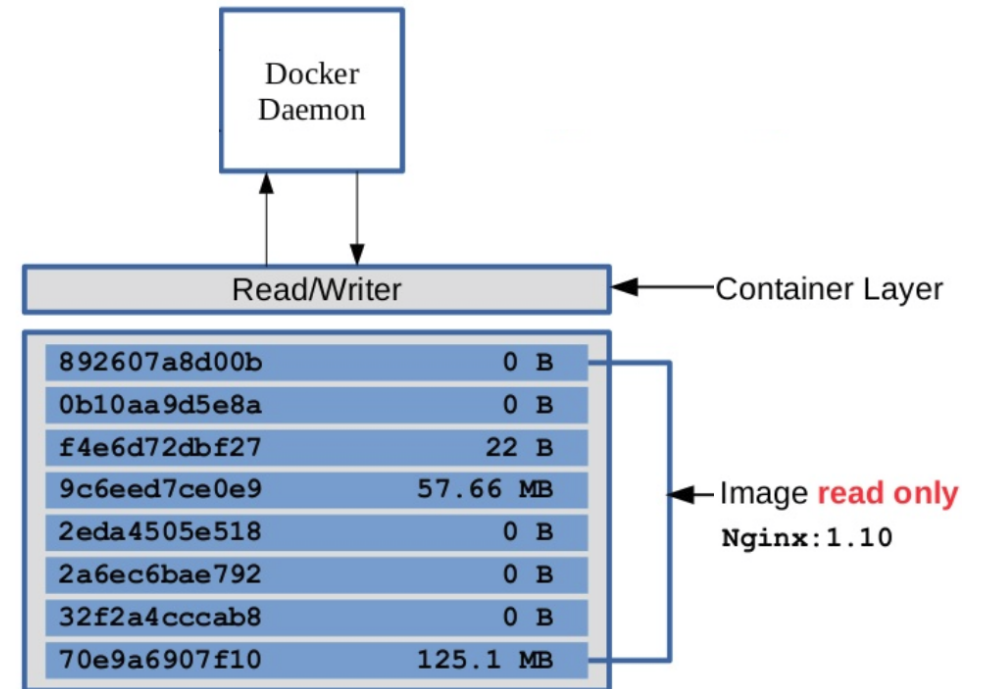 Docker
Daemon
Read/Writer
Container Layer
892607a8d00b 0 B
0b10aa9d5e8a 0 B
f4e6d72dbf27 22 B
9c6eed7ce0e9 57.66 MB
2eda4505e518 0 B
2a6ec6bae792 0 B
32f2a4cccab8 0 B
70e9a6907f10 125.1 MB
Image read only
Nginx:1.10